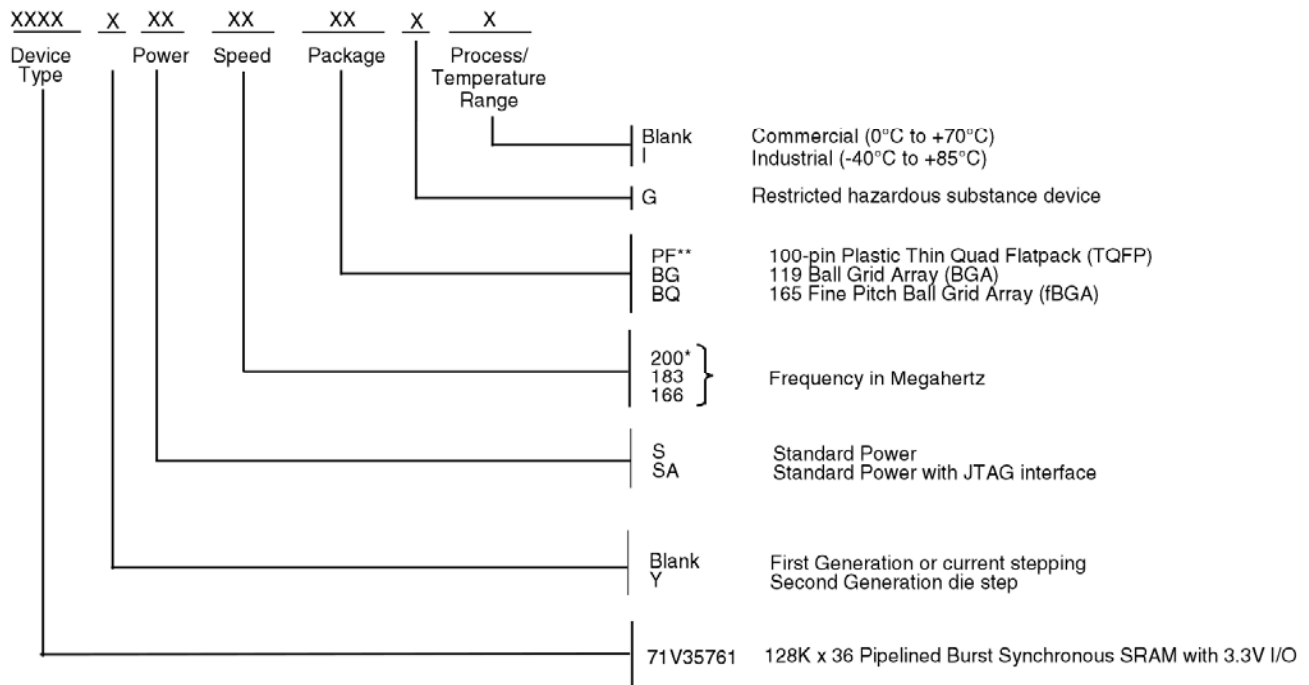 XXXX X XX XX XX X X
Device Type Power Speed Package Process/ Temperature Range
Blank Commercial (0°C to +70°C)
I Industrial (-40°C to +85°C)
G Restricted hazardous substance device
PF** 100-pin Plastic Thin Quad Flatpack (TQFP)
BG 119 Ball Grid Array (BGA)
BQ 165 Fine Pitch Ball Grid Array (fBGA)
200*
183 Frequency in Megahertz
166
S Standard Power
SA Standard Power with JTAG interface
Blank First Generation or current stepping
Y Second Generation die step
71V35761 128K x 36 Pipelined Burst Synchronous SRAM with 3.3V I/O